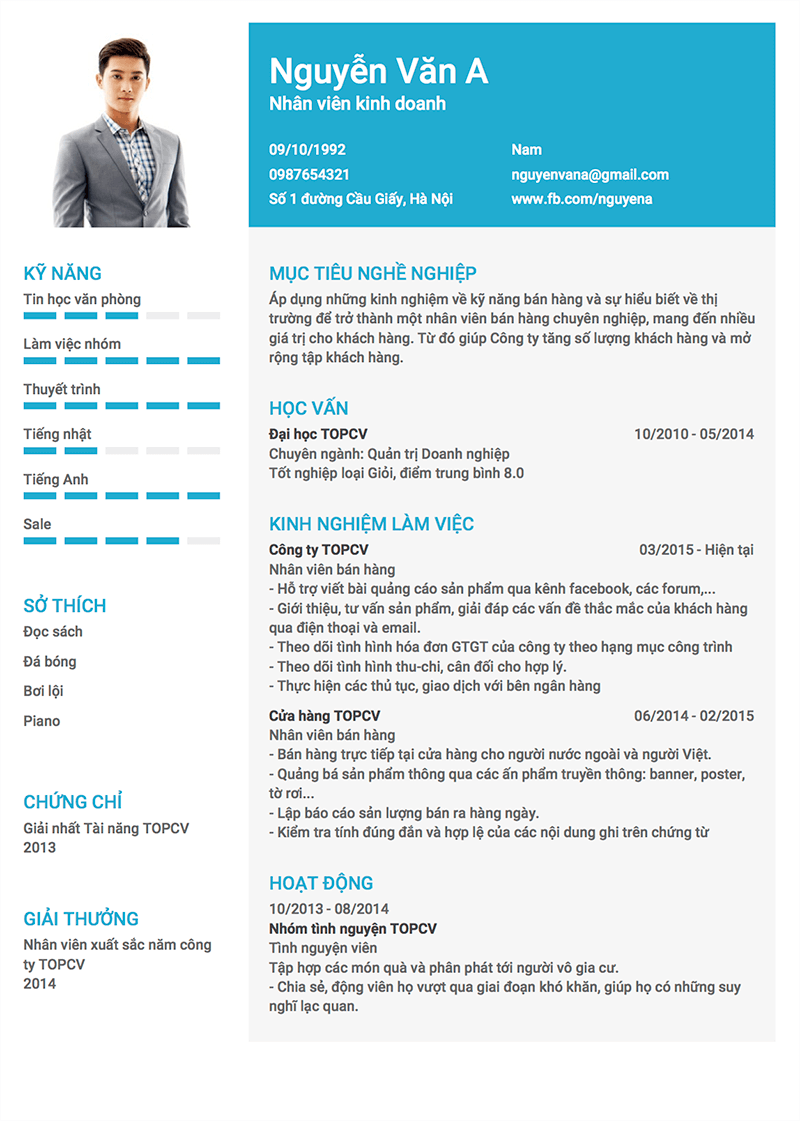 Nguyễn Văn A
Nhân viên kinh doanh
09/10/1992
Nam
0987654321
nguyenvana@gmail.com
Số 1 đường Cầu Giấy, Hà Nội
www.fb.com/nguyena
KỸ NĂNG
Tin học văn phòng
Làm việc nhóm
Thuyết trình
Tiếng nhật
Tiếng Anh
Sale
SỞ THÍCH
Đọc sách
Đá bóng
Bơi lội
Piano
CHỨNG CHỈ
Giải nhất Tài năng TOPCV
2013
GIẢI THƯỞNG
Nhân viên xuất sắc năm công
ty TOPCV
2014
MỤC TIÊU NGHỀ NGHIỆP
Áp dụng những kinh nghiệm về kỹ năng bán hàng và sự hiểu biết về thị
trường để trở thành một nhân viên bán hàng chuyên nghiệp, mang đến nhiều
giá trị cho khách hàng. Từ đó giúp Công ty tăng số lượng khách hàng và mở
rộng tập khách hàng.
HỌC VẤN
Đại học TOPCV
10/2010 - 05/2014
Chuyên ngành: Quản trị Doanh nghiệp
Tốt nghiệp loại Giỏi, điểm trung bình 8.0
KINH NGHIỆM LÀM VIỆC
Công ty TOPCV
03/2015 - Hiện tại
Nhân viên bán hàng
- Hỗ trợ viết bài quảng cáo sản phẩm qua kênh facebook, các forum,...
- Giới thiệu, tư vấn sản phẩm, giải đáp các vấn đề thắc mắc của khách hàng
qua điện thoại và email.
- Theo dõi tình hình hóa đơn GTGT của công ty theo hạng mục công trình
- Theo dõi tình hình thu-chi, cân đối cho hợp lý.
- Thực hiện các thủ tục, giao dịch với bên ngân hàng
Cửa hàng TOPCV
06/2014 - 02/2015
Nhân viên bán hàng
- Bán hàng trực tiếp tại cửa hàng cho người nước ngoài và người Việt.
- Quảng bá sản phẩm thông qua các ấn phẩm truyền thông: banner, poster,
tờ rơi...
- Lập báo cáo sản lượng bán ra hàng ngày.
- Kiểm tra tính đúng đắn và hợp lệ của các nội dung ghi trên chứng từ
HOẠT ĐỘNG
10/2013 - 08/2014
Nhóm tình nguyện TOPCV
Tình nguyện viên
Tập hợp các món quà và phân phát tới người vô gia cư.
- Chia sẻ, động viên họ vượt qua giai đoạn khó khăn, giúp họ có những suy
nghĩ lạc quan.